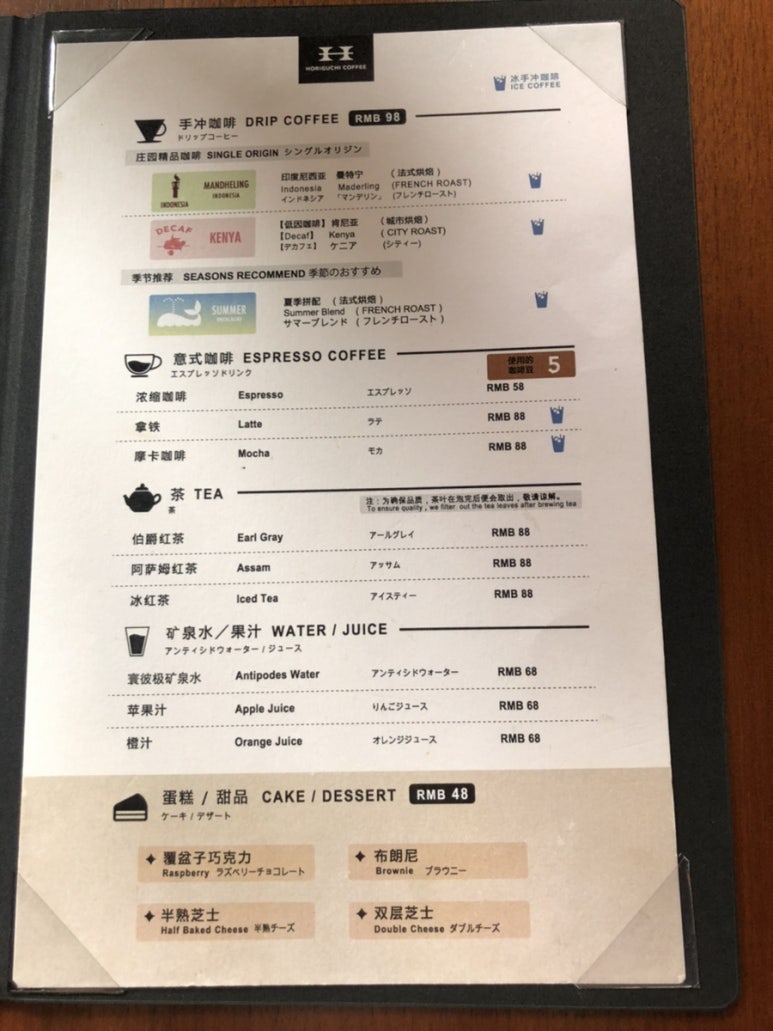 HORIGUCHI COFFEE
冰手冲咖啡
ICE COFFEE
手冲咖啡 DRIP COFFEE RMB 98
ドリップコーヒー
庄园精品咖啡 SINGLE ORIGIN シングルオリジン
INDONESIA
MANDHELING
INDONESIA
印度尼西亚 曼特宁 (法式烘焙)
Indonesia Maderling (FRENCH ROAST)
インドネシア 「マンデリン」 (フレンチロースト)
DECAF
KENYA
【低因咖啡】肯尼亚 (城市烘焙)
【Decaf】 Kenya (CITY ROAST)
【デカフェ】 ケニア (シティー)
季节推荐 SEASONS RECOMMEND 季節のおすすめ
SUMMER
夏季拼配 (法式烘焙)
Summer Blend (FRENCH ROAST)
サマーブレンド (フレンチロースト)
意式咖啡 ESPRESSO COFFEE
エスプレッソドリンク
使用的
咖啡豆 5
浓缩咖啡 Espresso エスプレッソ RMB 58
拿铁 Latte ラテ RMB 88
摩卡咖啡 Mocha モカ RMB 88
茶 TEA
茶
注:为确保品质,茶叶在泡完后便会取出,敬请谅解。
To ensure quality, we filter out the tea leaves after brewing tea
伯爵红茶 Earl Gray アールグレイ RMB 88
阿萨姆红茶 Assam アッサム RMB 88
冰红茶 Iced Tea アイスティー RMB 88
矿泉水／果汁 WATER / JUICE
アンティシドウォーター / ジュース
寰彼极矿泉水 Antipodes Water アンティシドウォーター RMB 68
苹果汁 Apple Juice りんごジュース RMB 68
橙汁 Orange Juice オレンジジュース RMB 68
蛋糕 / 甜品 CAKE / DESSERT RMB 48
ケーキ / デザート
✦ 覆盆子巧克力
Raspberry ラズベリーチョコレート
✦ 布朗尼
Brownie ブラウニー
✦ 半熟芝士
Half Baked Cheese 半熟チーズ
✦ 双层芝士
Double Cheese ダブルチーズ